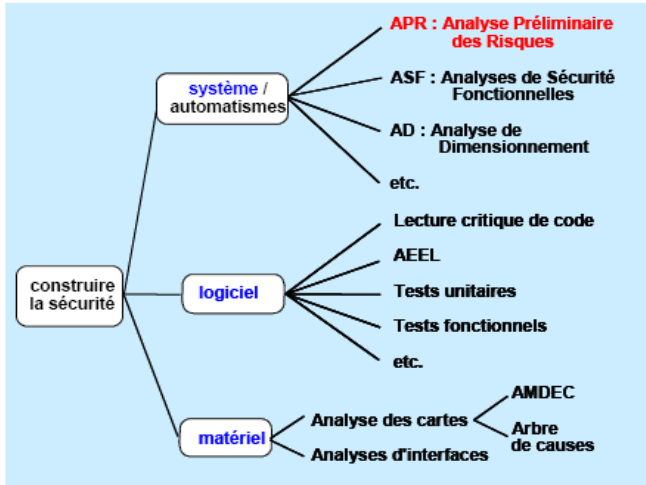 APR : Analyse Préliminaire
des Risques
système /
automatismes
ASF : Analyses de Sécurité
Fonctionnelles
AD : Analyse de
Dimensionnement
etc.
Lecture critique de code
AEEL
construire
la sécurité
logiciel
Tests unitaires
Tests fonctionnels
etc.
AMDEC
matériel
Analyse des cartes
Arbre
de causes
Analyses d'interfaces